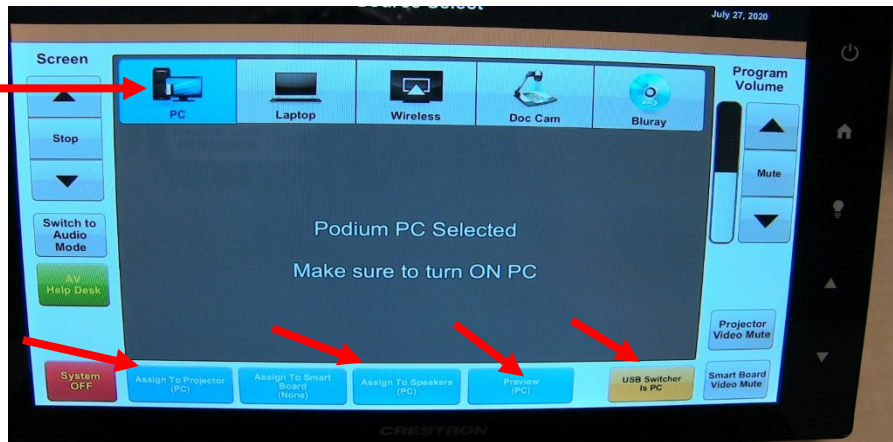 Source Select
July 27, 2020
Screen
Stop
Switch to
Audio
Mode
AV
Help Desk
System
OFF
PC
Laptop
Wireless
Doc Cam
Bluray
Podium PC Selected
Make sure to turn ON PC
Assign To Projector
(PC)
Assign To Smart
Board
(None)
Assign To Speakers
(PC)
Preview
(PC)
USB Switcher
Is PC
Program
Volume
Mute
Projector
Video Mute
Smart Board
Video Mute
CRESTRON